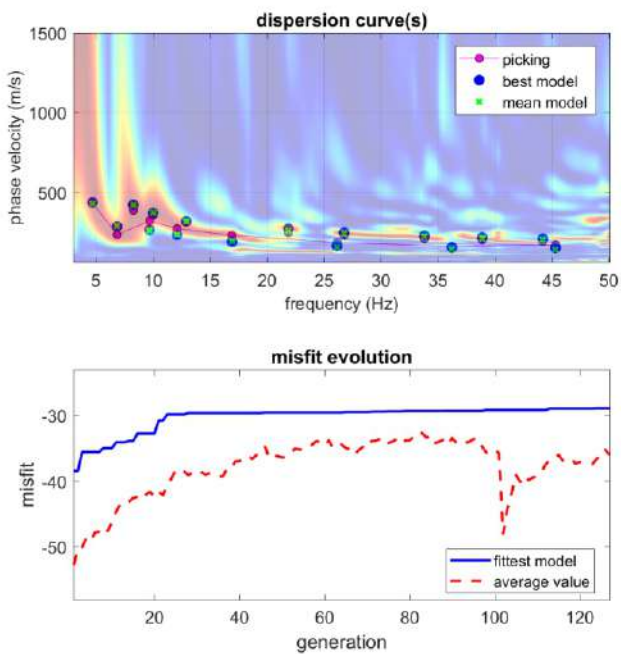 dispersion curve(s)
1500
1000
500
phase velocity (m/s)
picking
best model
mean model
5 10 15 20 25 30 35 40 45 50
frequency (Hz)
misfit evolution
-30
-40
-50
misfit
fittest model
average value
20 40 60 80 100 120
generation